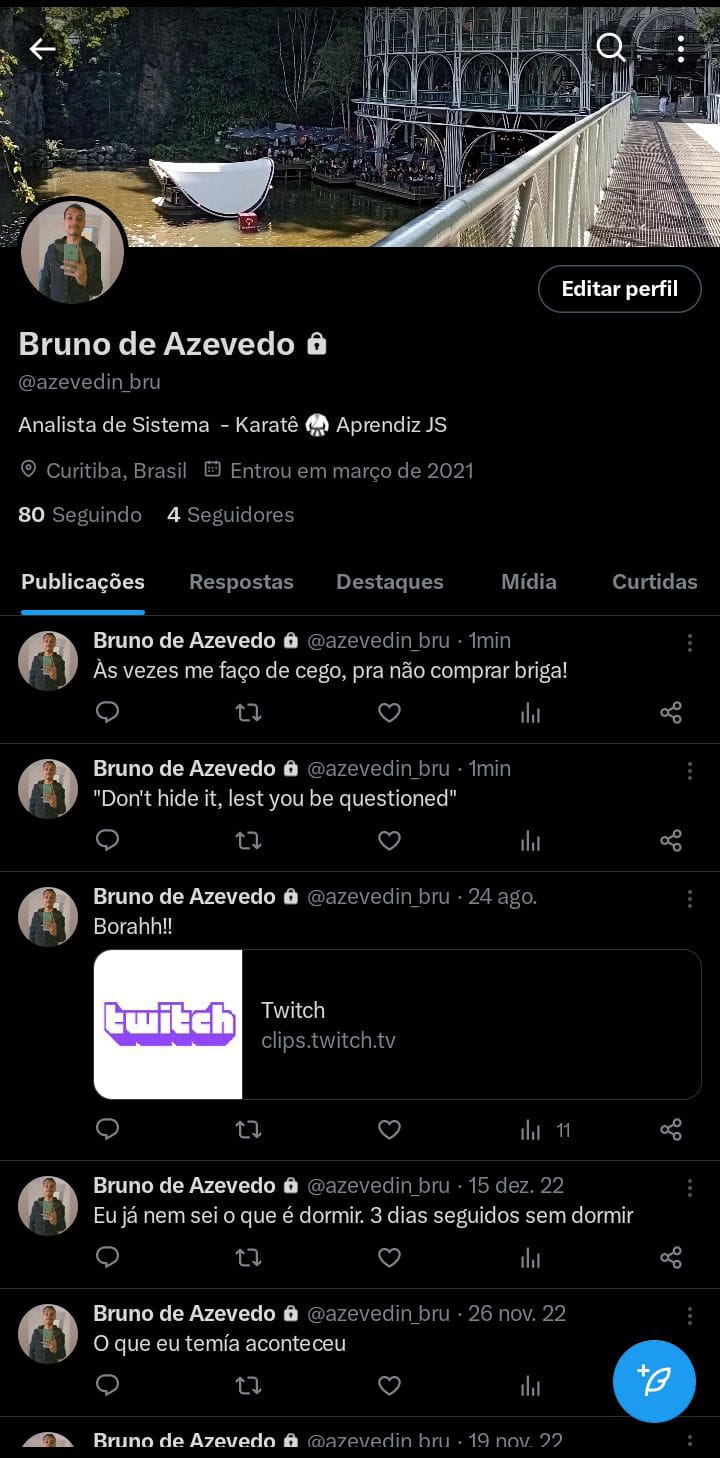 Editar perfil
Bruno de Azevedo
@azevedin_bru
Analista de Sistema - Karatê 🥋 Aprendiz JS
Curitiba, Brasil Entrou em março de 2021
80 Seguindo 4 Seguidores
Publicações Respostas Destaques Mídia Curtidas
Bruno de Azevedo @azevedin_bru · 1min
Às vezes me faço de cego, pra não comprar briga!
Bruno de Azevedo @azevedin_bru · 1min
"Don't hide it, lest you be questioned"
Bruno de Azevedo @azevedin_bru · 24 ago.
Borahh!!
twitch
Twitch
clips.twitch.tv
11
Bruno de Azevedo @azevedin_bru · 15 dez. 22
Eu já nem sei o que é dormir. 3 dias seguidos sem dormir
Bruno de Azevedo @azevedin_bru · 26 nov. 22
O que eu temía aconteceu
Bruno de Azevedo @azevedin_bru · 19 nov. 22